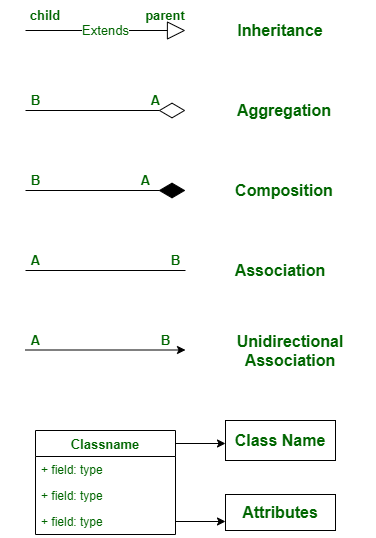 child parent
Extends
Inheritance
B A
Aggregation
B A
Composition
A B
Association
A B
Unidirectional
Association
Classname
Class Name
+ field: type
+ field: type
+ field: type
Attributes